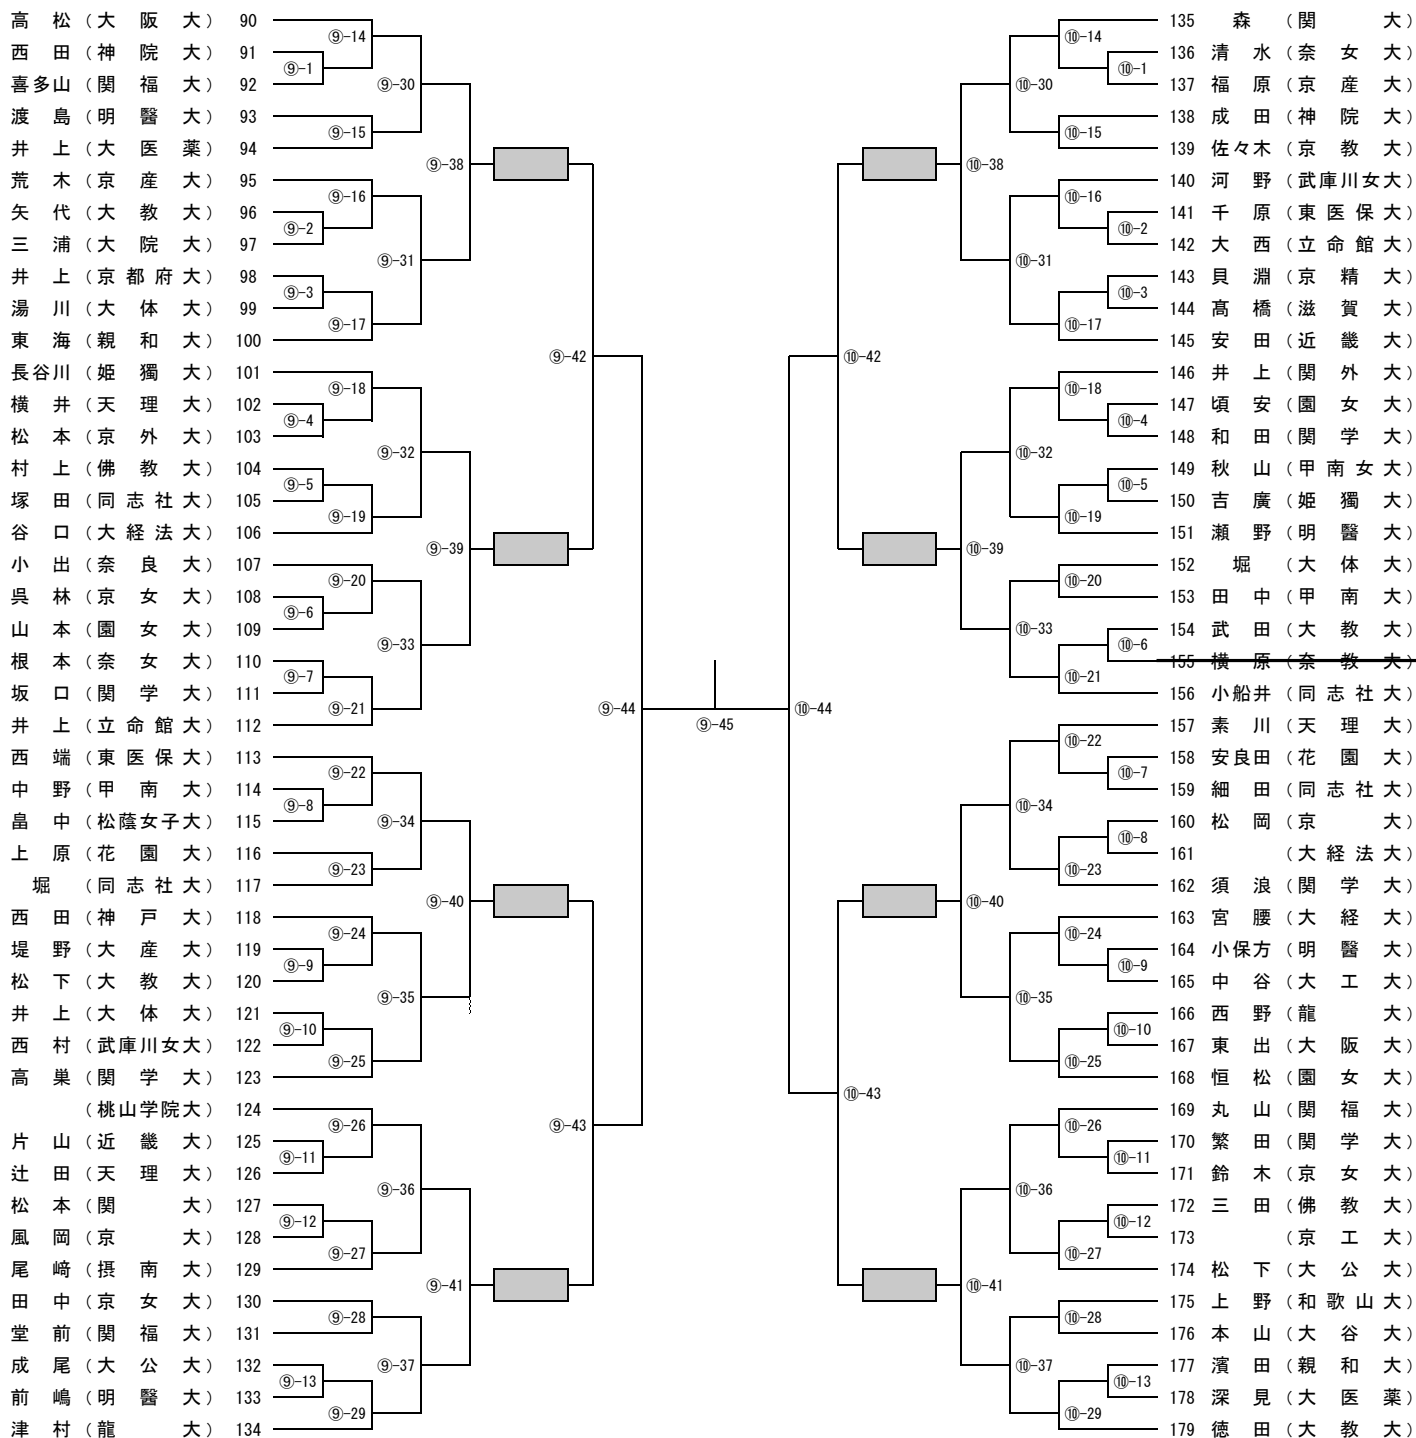 高松（大阪大） 90
西田（神院大） 91
喜多山（関福大） 92
渡島（明醫大） 93
井上（大医薬） 94
荒木（京産大） 95
矢代（大教大） 96
三浦（大院大） 97
井上（京都府大） 98
湯川（大体大） 99
東海（親和大） 100
長谷川（姫獨大） 101
横井（天理大） 102
松本（京外大） 103
村上（佛教大） 104
塚田（同志社大） 105
谷口（大経法大） 106
小出（奈良大） 107
呉林（京女大） 108
山本（園女大） 109
根本（奈女大） 110
坂口（関学大） 111
井上（立命館大） 112
西端（東医保大） 113
中野（甲南大） 114
畠中（松蔭女子大） 115
上原（花園大） 116
堀（同志社大） 117
西田（神戸大） 118
堤野（大産大） 119
松下（大教大） 120
井上（大体大） 121
西村（武庫川女大） 122
高巣（関学大） 123
（桃山学院大） 124
片山（近畿大） 125
辻田（天理大） 126
松本（関大） 127
風岡（京大） 128
尾﨑（摂南大） 129
田中（京女大） 130
堂前（関福大） 131
成尾（大公大） 132
前嶋（明醫大） 133
津村（龍大） 134
⑨-1
⑨-2
⑨-3
⑨-4
⑨-5
⑨-6
⑨-7
⑨-8
⑨-9
⑨-10
⑨-11
⑨-12
⑨-13
⑨-14
⑨-15
⑨-16
⑨-17
⑨-18
⑨-19
⑨-20
⑨-21
⑨-22
⑨-23
⑨-24
⑨-25
⑨-26
⑨-27
⑨-28
⑨-29
⑨-30
⑨-31
⑨-32
⑨-33
⑨-34
⑨-35
⑨-36
⑨-37
⑨-38
⑨-39
⑨-40
⑨-41
⑨-42
⑨-43
⑨-44
⑨-45
⑩-44
⑩-42
⑩-43
⑩-38
⑩-39
⑩-40
⑩-41
⑩-30
⑩-31
⑩-32
⑩-33
⑩-34
⑩-35
⑩-36
⑩-37
⑩-14
⑩-15
⑩-16
⑩-17
⑩-18
⑩-19
⑩-20
⑩-21
⑩-22
⑩-23
⑩-24
⑩-25
⑩-26
⑩-27
⑩-28
⑩-29
⑩-1
⑩-2
⑩-3
⑩-4
⑩-5
⑩-6
⑩-7
⑩-8
⑩-9
⑩-10
⑩-11
⑩-12
⑩-13
135 森（関大）
136 清水（奈女大）
137 福原（京産大）
138 成田（神院大）
139 佐々木（京教大）
140 河野（武庫川女大）
141 千原（東医保大）
142 大西（立命館大）
143 貝淵（京精大）
144 髙橋（滋賀大）
145 安田（近畿大）
146 井上（関外大）
147 頃安（園女大）
148 和田（関学大）
149 秋山（甲南女大）
150 吉廣（姫獨大）
151 瀬野（明醫大）
152 堀（大体大）
153 田中（甲南大）
154 武田（大教大）
155 横原（奈教大）
156 小船井（同志社大）
157 素川（天理大）
158 安良田（花園大）
159 細田（同志社大）
160 松岡（京大）
161 （大経法大）
162 須浪（関学大）
163 宮腰（大経大）
164 小保方（明醫大）
165 中谷（大工大）
166 西野（龍大）
167 東出（大阪大）
168 恒松（園女大）
169 丸山（関福大）
170 繁田（関学大）
171 鈴木（京女大）
172 三田（佛教大）
173 （京工大）
174 松下（大公大）
175 上野（和歌山大）
176 本山（大谷大）
177 濱田（親和大）
178 深見（大医薬）
179 徳田（大教大）